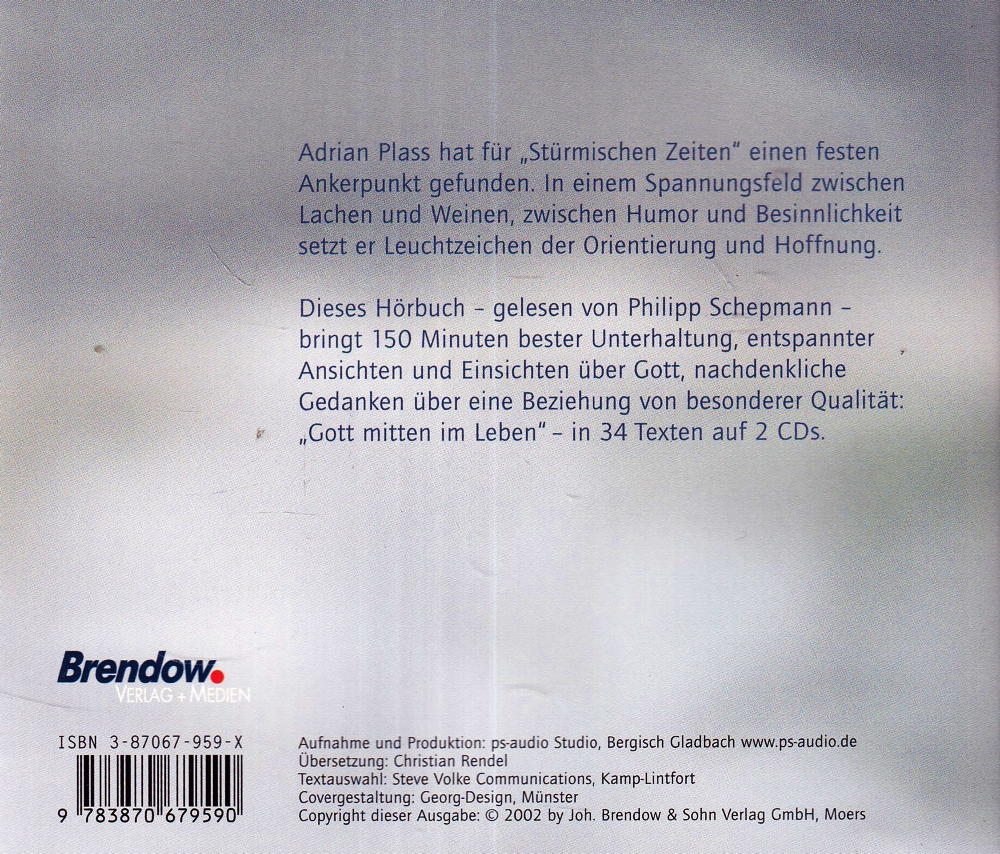 Adrian Plass hat für „Stürmischen Zeiten“ einen festen
Ankerpunkt gefunden. In einem Spannungsfeld zwischen
Lachen und Weinen, zwischen Humor und Besinnlichkeit
setzt er Leuchtzeichen der Orientierung und Hoffnung.
Dieses Hörbuch – gelesen von Philipp Schepmann –
bringt 150 Minuten bester Unterhaltung, entspannter
Ansichten und Einsichten über Gott, nachdenkliche
Gedanken über eine Beziehung von besonderer Qualität:
„Gott mitten im Leben“ – in 34 Texten auf 2 CDs.
Brendow.
VERLAG + MEDIEN
ISBN 3-87067-959-X
9 783870 679590
Aufnahme und Produktion: ps-audio Studio, Bergisch Gladbach www.ps-audio.de
Übersetzung: Christian Rendel
Textauswahl: Steve Volke Communications, Kamp-Lintfort
Covergestaltung: Georg-Design, Münster
Copyright dieser Ausgabe: © 2002 by Joh. Brendow & Sohn Verlag GmbH, Moers